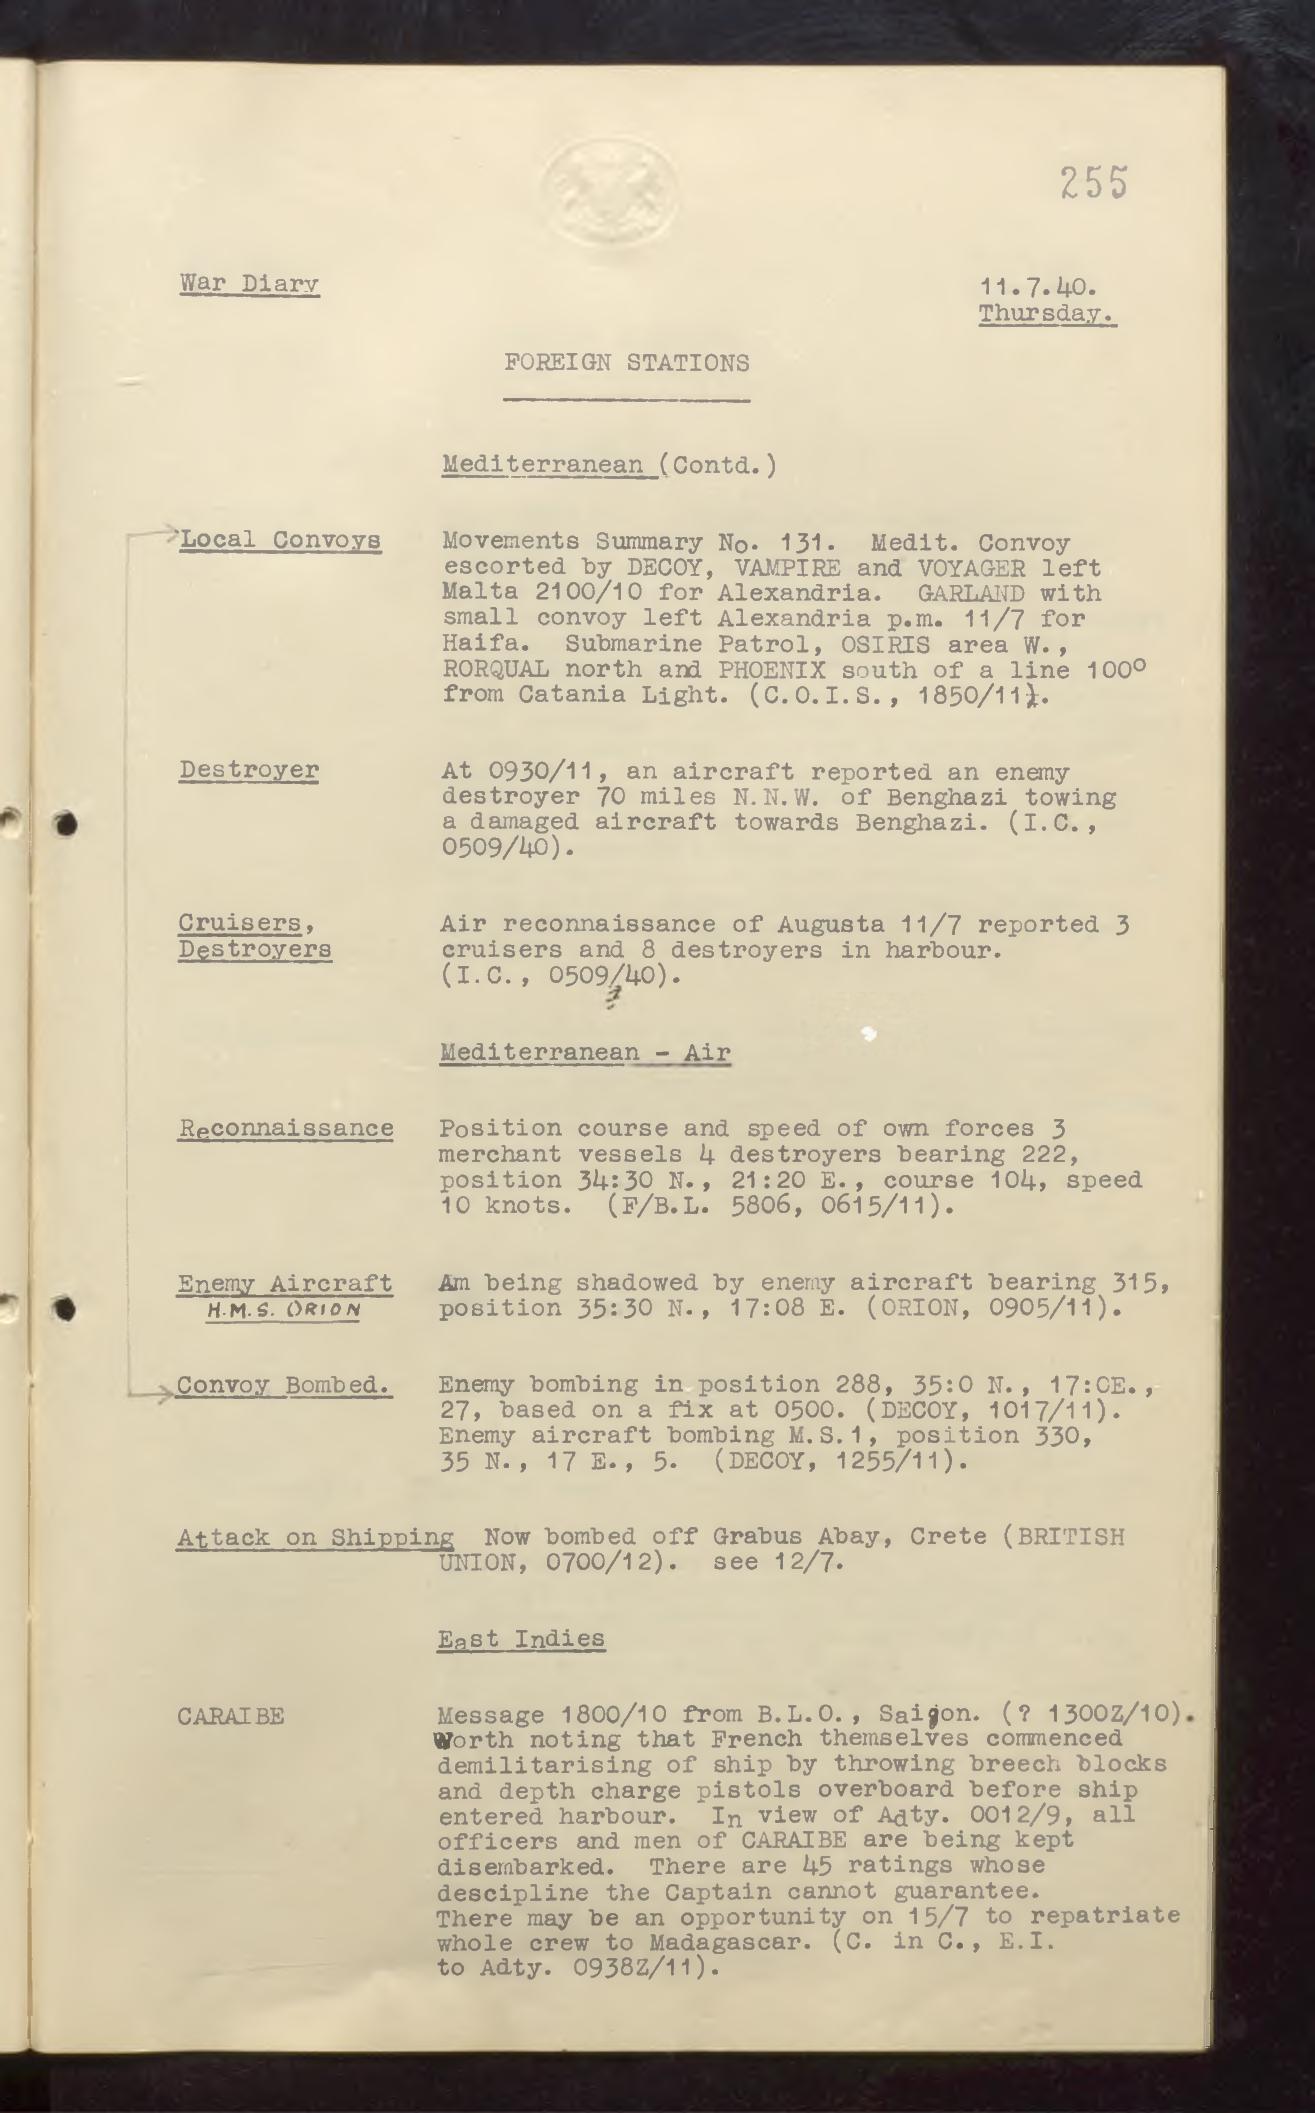 255
War Diary
11.7.40.
Thursday.
FOREIGN STATIONS
Mediterranean (Contd.)
Local Convoys
Movements Summary No. 131. Medit. Convoy
escorted by DECOY, VAMPIRE and VOYAGER left
Malta 2100/10 for Alexandria. GARLAND with
small convoy left Alexandria p.m. 11/7 for
Haifa. Submarine Patrol, OSIRIS area W.,
RORQUAL north and PHOENIX south of a line 100°
from Catania Light. (C.O.I.S., 1850/11).
Destroyer
At 0930/11, an aircraft reported an enemy
destroyer 70 miles N.N.W. of Benghazi towing
a damaged aircraft towards Benghazi. (I.C.,
0509/40).
Cruisers,
Destroyers
Air reconnaissance of Augusta 11/7 reported 3
cruisers and 8 destroyers in harbour.
(I.C., 0509/40).
Mediterranean - Air
Reconnaissance
Position course and speed of own forces 3
merchant vessels 4 destroyers bearing 222,
position 34:30 N., 21:20 E., course 104, speed
10 knots. (F/B.L. 5806, 0615/11).
Enemy Aircraft
H.M.S. ORION
Am being shadowed by enemy aircraft bearing 315,
position 35:30 N., 17:08 E. (ORION, 0905/11).
Convoy Bombed.
Enemy bombing in position 288, 35:0 N., 17:0E.,
27, based on a fix at 0500. (DECOY, 1017/11).
Enemy aircraft bombing M.S.1, position 330,
35 N., 17 E., 5. (DECOY, 1255/11).
Attack on Shipping Now bombed off Grabus Abay, Crete (BRITISH
UNION, 0700/12). see 12/7.
East Indies
CARAIBE
Message 1800/10 from B.L.O., Saigon. (? 1300Z/10).
Worth noting that French themselves commenced
demilitarising of ship by throwing breech blocks
and depth charge pistols overboard before ship
entered harbour. In view of Adty. 0012/9, all
officers and men of CARAIBE are being kept
disembarked. There are 45 ratings whose
descipline the Captain cannot guarantee.
There may be an opportunity on 15/7 to repatriate
whole crew to Madagascar. (C. in C., E.I.
to Adty. 0938Z/11).